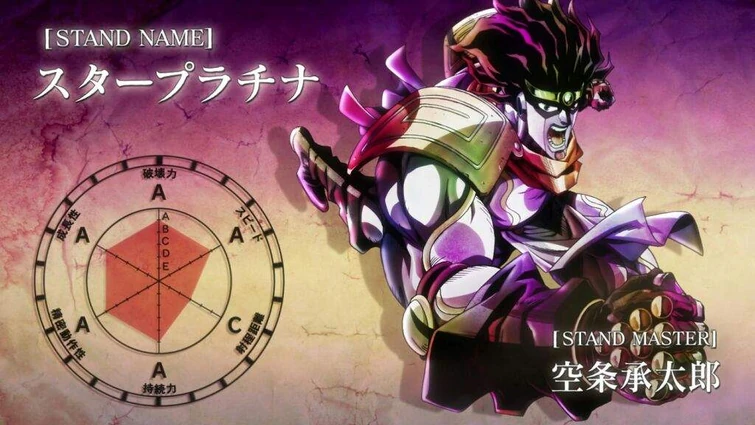 [STAND NAME]
スタープラチナ
破壊力
A
スピード
A
射程距離
C
持続力
A
精密動作性
A
成長性
A
A
B
C
D
E
[STAND MASTER]
空条承太郎